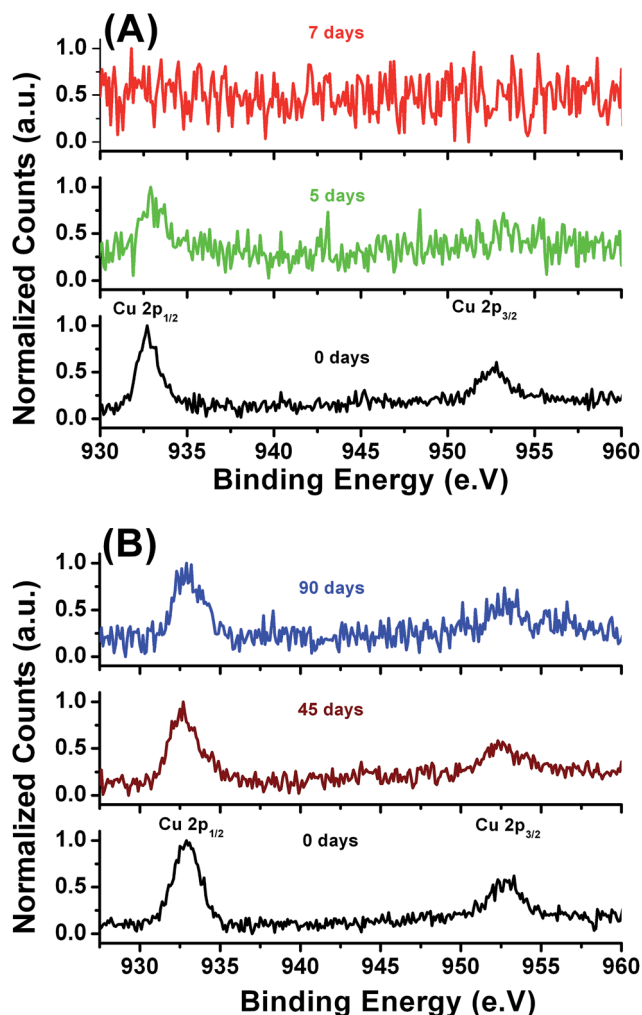 (A)
7 days
1.0
0.5
0.0
5 days
1.0
0.5
0.0
Cu 2p1/2
Cu 2p3/2
0 days
1.0
0.5
0.0
930 935 940 945 950 955 960
Binding Energy (e.V)
Normalized Counts (a.u.)
(B)
90 days
1.0
0.5
0.0
45 days
1.0
0.5
0.0
Cu 2p1/2
0 days
Cu 2p3/2
1.0
0.5
0.0
930 935 940 945 950 955 960
Binding Energy (e.V)
Normalized Counts (a.u.)